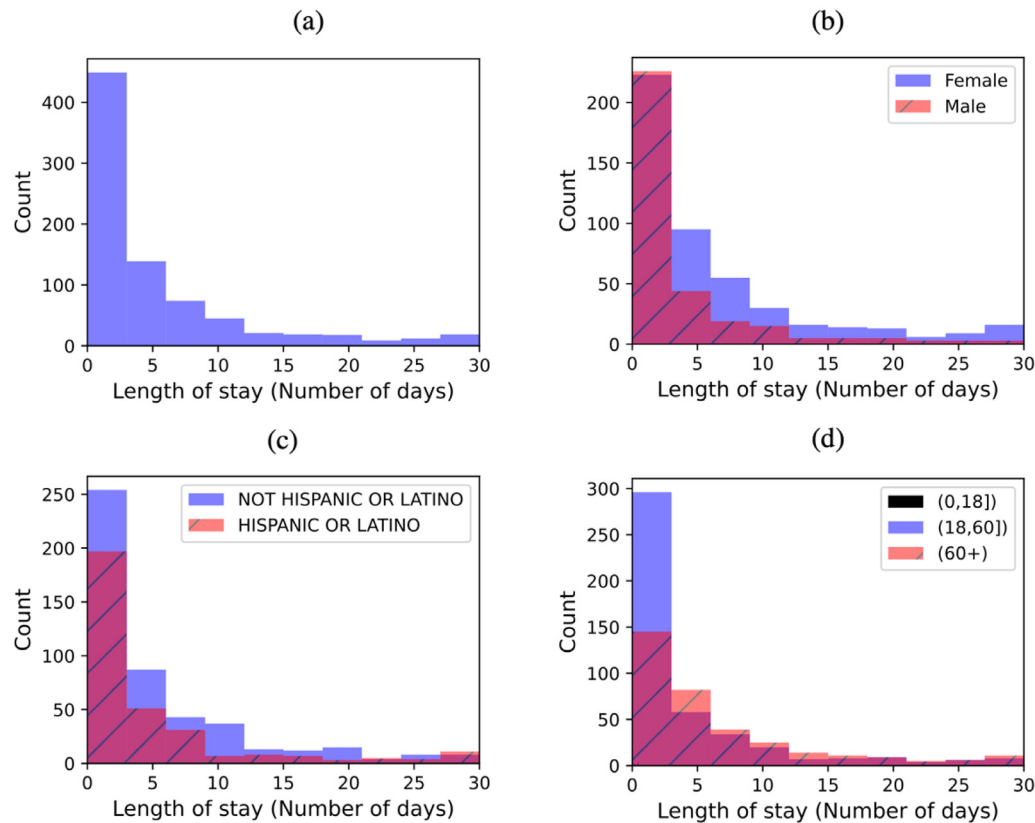 (a)
400
300
200
100
0
Count
0 5 10 15 20 25 30
Length of stay (Number of days)
(b)
200
150
100
50
0
Count
Female
Male
0 5 10 15 20 25 30
Length of stay (Number of days)
(c)
250
200
150
100
50
0
Count
NOT HISPANIC OR LATINO
HISPANIC OR LATINO
0 5 10 15 20 25 30
Length of stay (Number of days)
(d)
300
250
200
150
100
50
0
Count
(0,18])
(18,60])
(60+)
0 5 10 15 20 25 30
Length of stay (Number of days)